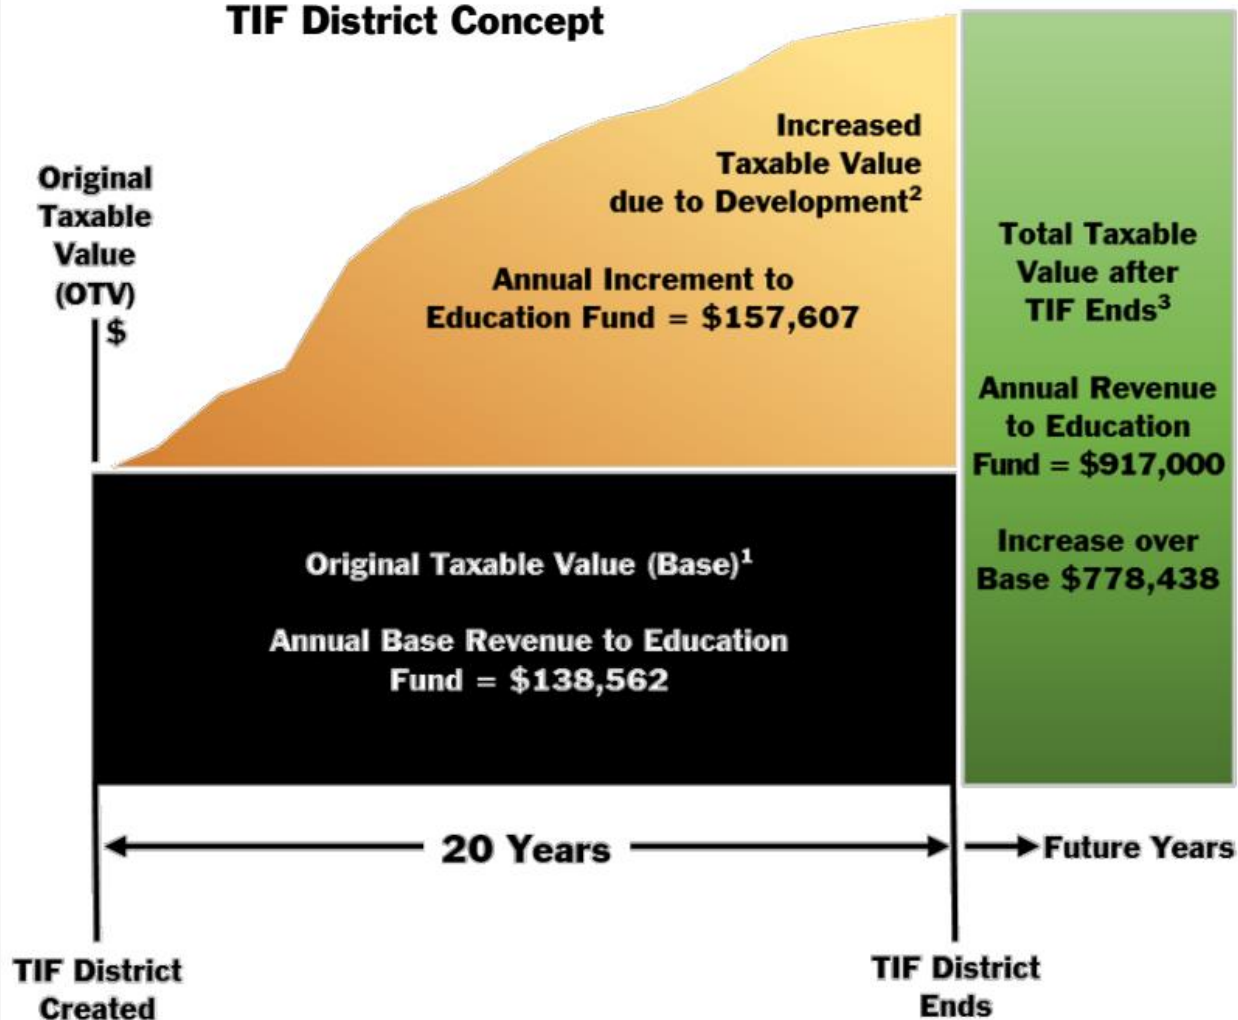 TIF District Concept
Original
Taxable
Value
(OTV)
$
Increased
Taxable Value
due to Development²
Annual Increment to
Education Fund = $157,607
Total Taxable
Value after
TIF Ends³
Annual Revenue
to Education
Fund = $917,000
Increase over
Base $778,438
Original Taxable Value (Base)¹
Annual Base Revenue to Education
Fund = $138,562
20 Years
Future Years
TIF District
Created
TIF District
Ends